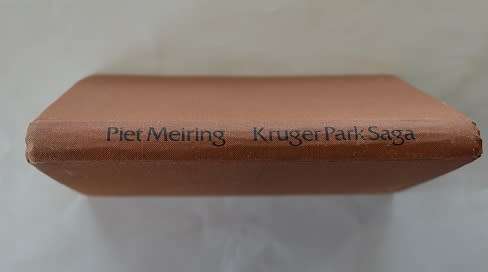 Piet Meiring Kruger Park Saga